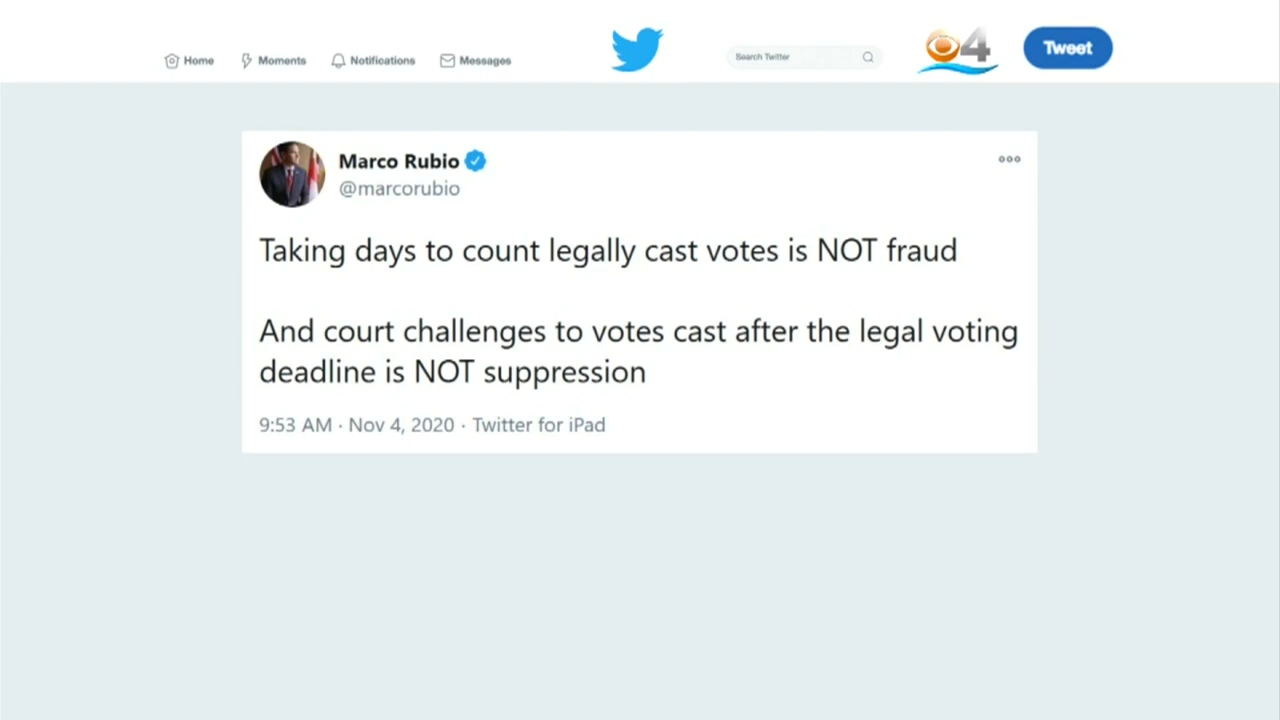 Home Moments Notifications Messages Search Twitter 4 Tweet
Marco Rubio
@marcorubio
Taking days to count legally cast votes is NOT fraud
And court challenges to votes cast after the legal voting
deadline is NOT suppression
9:53 AM · Nov 4, 2020 · Twitter for iPad